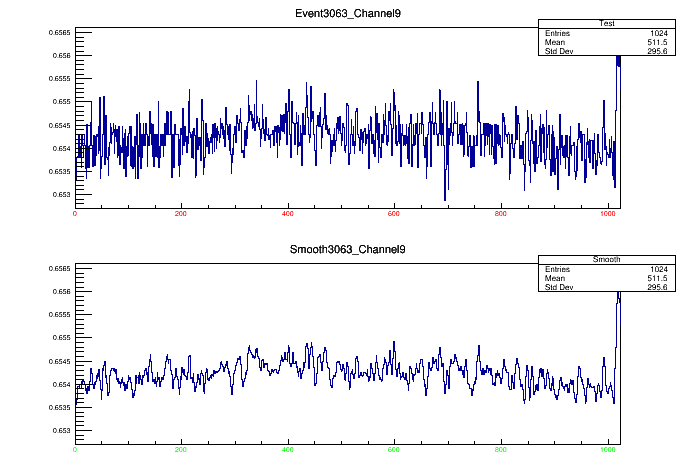 Event3063_Channel9
Test
Entries 1024
Mean 511.5
Std Dev 295.6
0.6565
0.656
0.6555
0.655
0.6545
0.654
0.6535
0.653
0 200 400 600 800 1000
Smooth3063_Channel9
Smooth
Entries 1024
Mean 511.5
Std Dev 295.6
0.6565
0.656
0.6555
0.655
0.6545
0.654
0.6535
0.653
0 200 400 600 800 1000